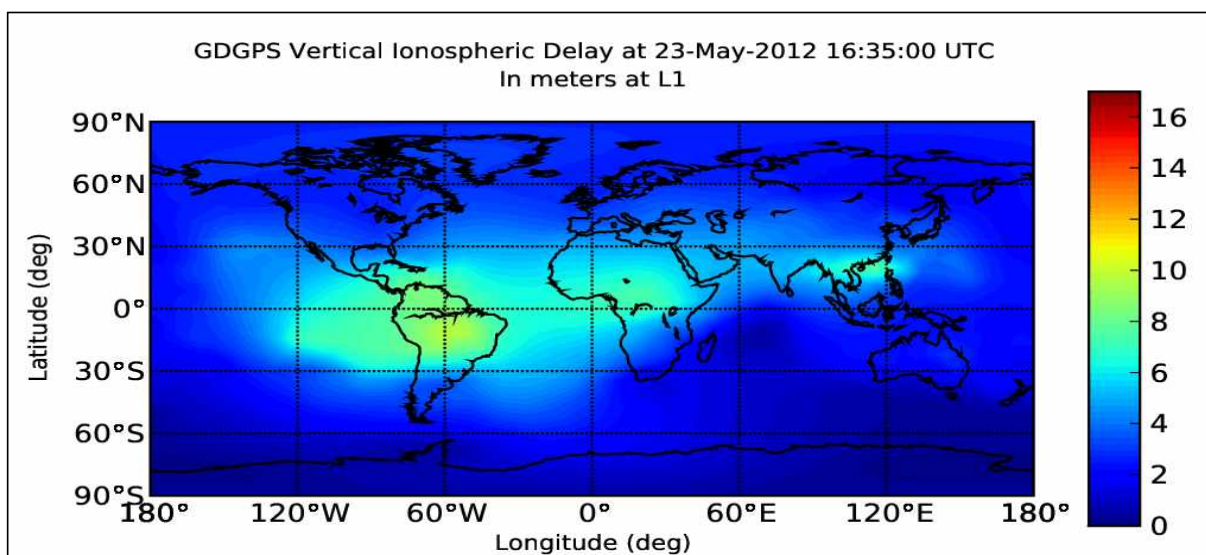 GDGPS Vertical Ionospheric Delay at 23-May-2012 16:35:00 UTC
In meters at L1
90°N
60°N
30°N
0°
30°S
60°S
90°S
Latitude (deg)
180° 120°W 60°W 0° 60°E 120°E 180°
Longitude (deg)
16
14
12
10
8
6
4
2
0